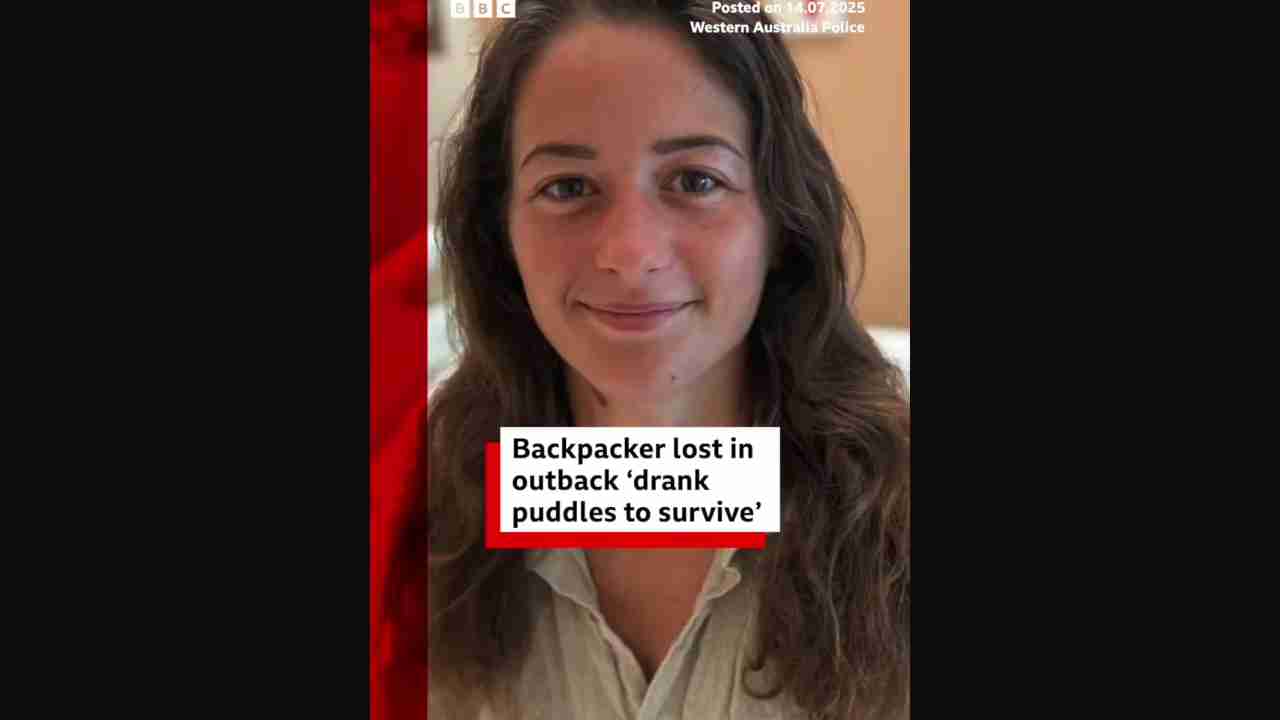 BBC
Posted on 14.07.2025
Western Australia Police
Backpacker lost in
outback ‘drank
puddles to survive’